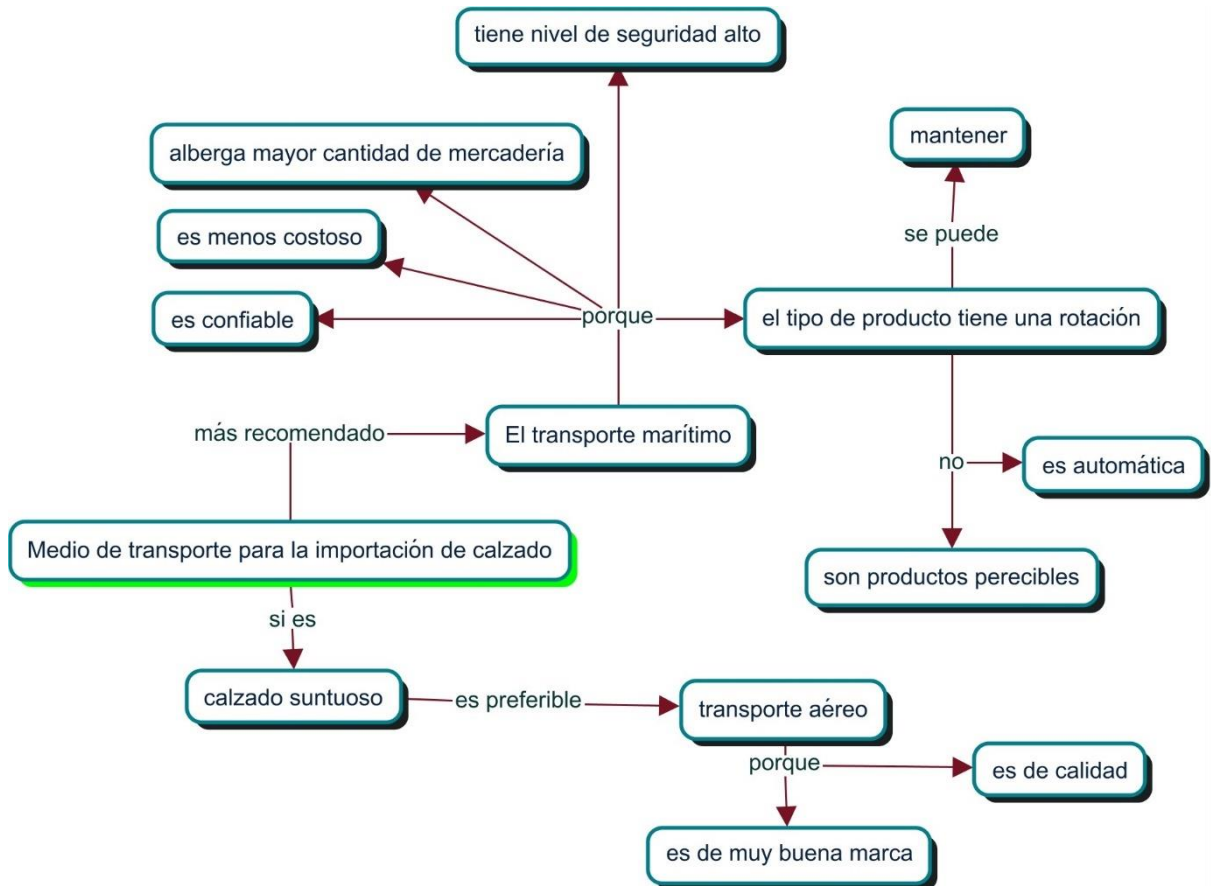 tiene nivel de seguridad alto
mantener
alberga mayor cantidad de mercadería
es menos costoso
se puede
es confiable
porque
el tipo de producto tiene una rotación
más recomendado
El transporte marítimo
no
es automática
Medio de transporte para la importación de calzado
son productos perecibles
si es
calzado suntuoso
es preferible
transporte aéreo
porque
es de calidad
es de muy buena marca